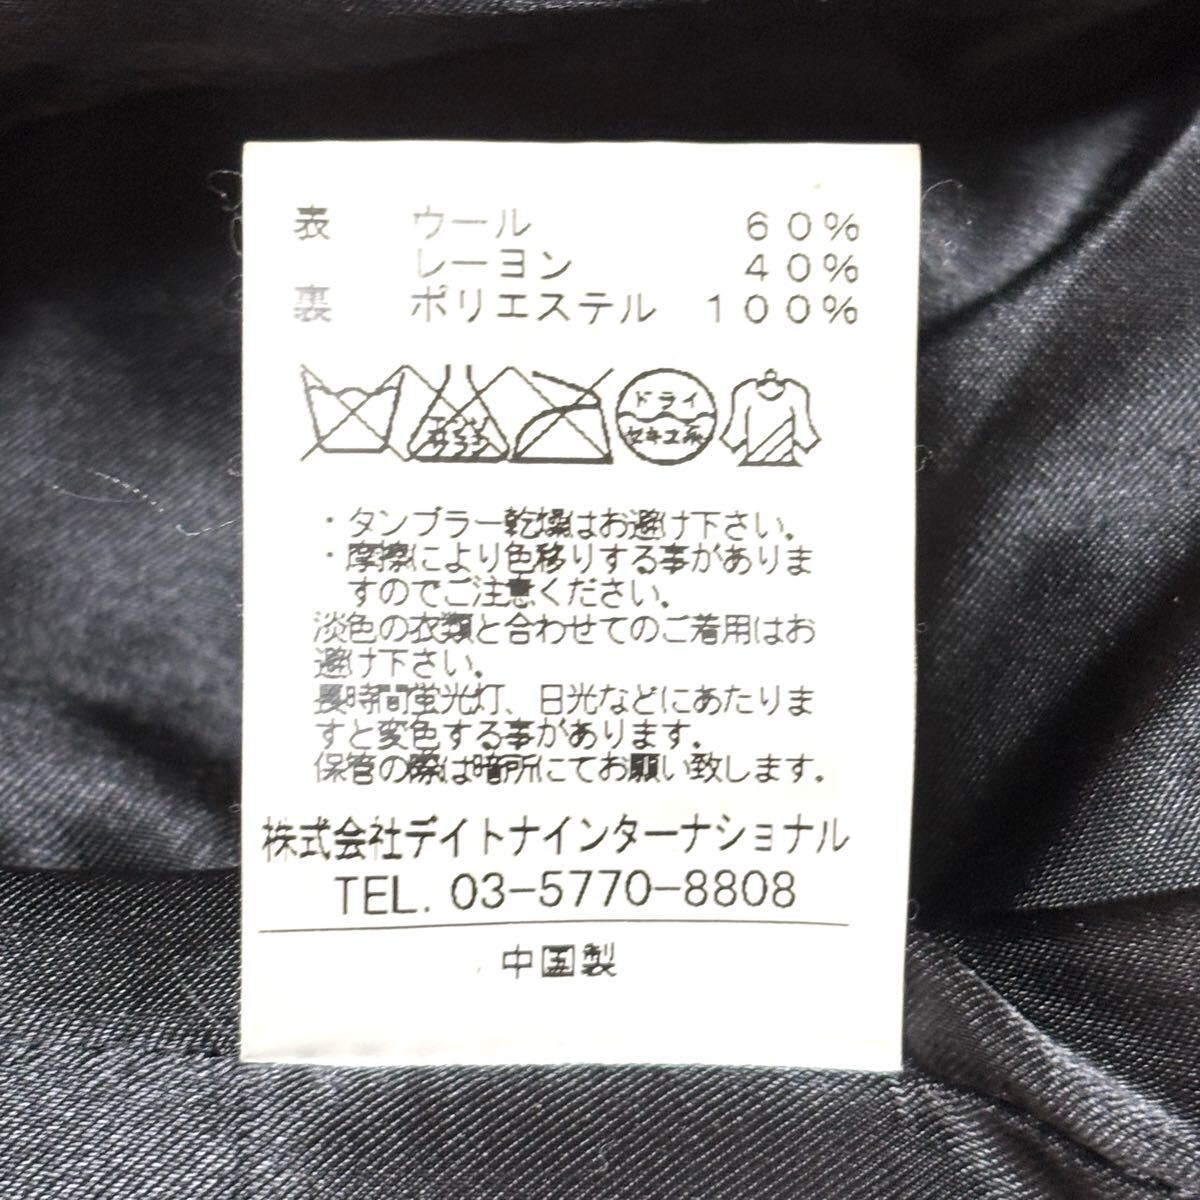 表 ウール 60%
レーヨン 40%
裏 ポリエステル 100%
エンソ サラシ ドライ
セキユ系
・タンブラー乾燥はお避け下さい。
・摩擦により色移りする事がありま
すのでご注意ください。
淡色の衣類と合わせてのご着用はお
避け下さい。
長時間蛍光灯、日光などにあたりま
すと変色する事があります。
保管の際は暗所にてお願い致します。
株式会社デイトナインターナショナル
TEL. 03-5770-8808
中国製